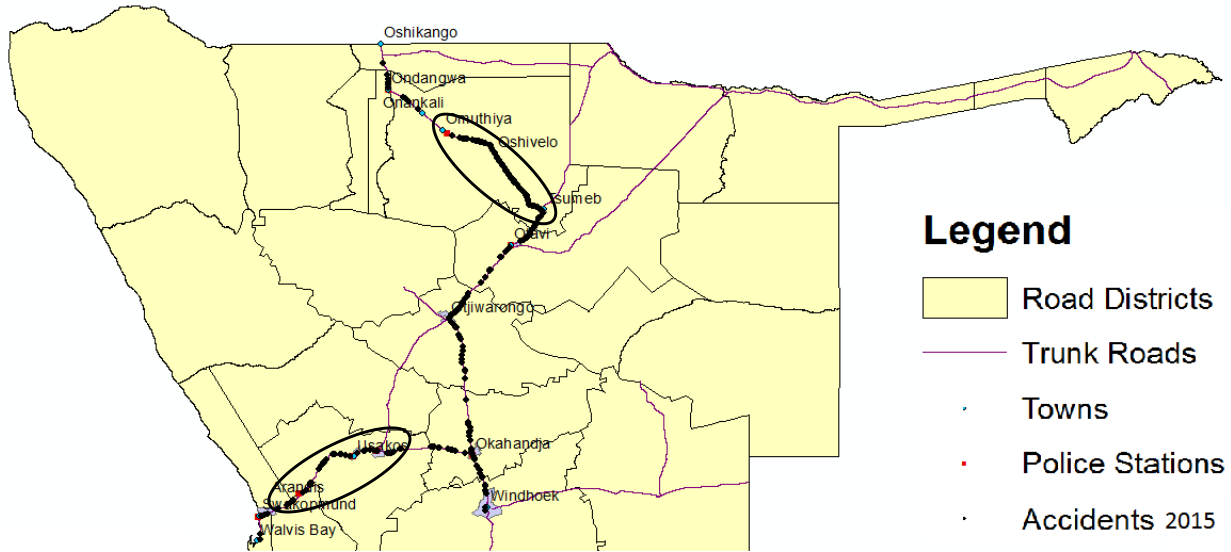 Oshikango
Ondangwa
Onankali
Omuthiya
Oshivelo
Tsumeb
Otavi
Otjiwarongo
Usakos
Okahandja
Arandis
Swakopmund
Windhoek
Walvis Bay
Legend
Road Districts
Trunk Roads
Towns
Police Stations
Accidents 2015